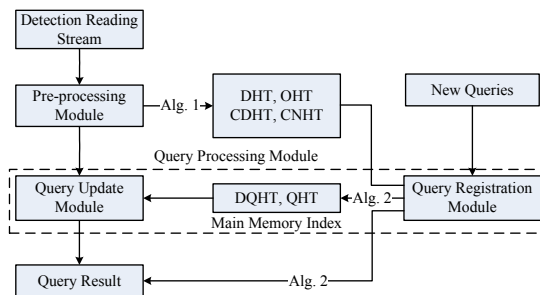 Detection Reading
Stream
Pre-processing
Module
Alg. 1
DHT, OHT
CDHT, CNHT
New Queries
Query Processing Module
Query Update
Module
DQHT, QHT
Alg. 2
Query Registration
Module
Main Memory Index
Query Result
Alg. 2